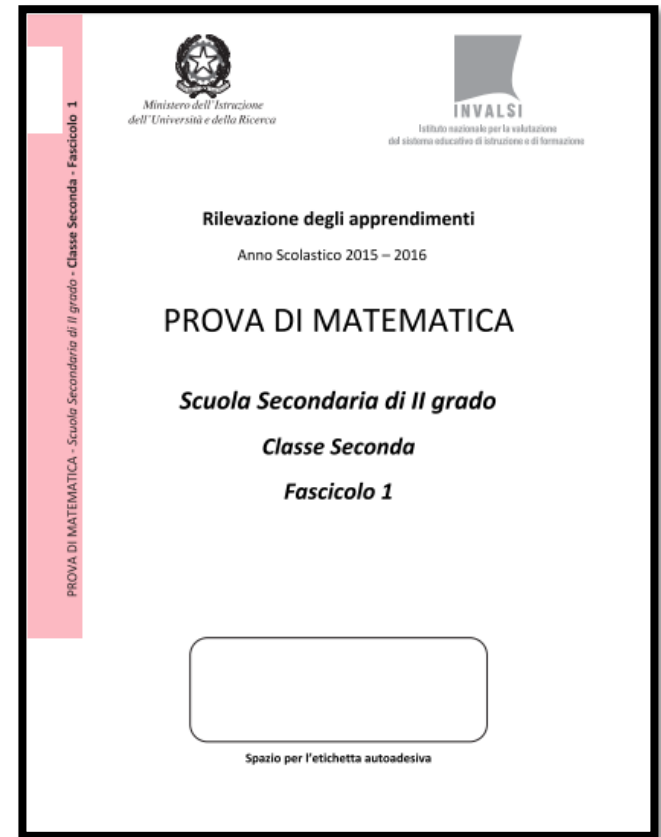 Ministero dell'Istruzione
dell'Università e della Ricerca
INVALSI
Istituto nazionale per la valutazione
del sistema educativo di istruzione e di formazione
PROVA DI MATEMATICA - Scuola Secondaria di II grado - Classe Seconda - Fascicolo 1
Rilevazione degli apprendimenti
Anno Scolastico 2015 – 2016
PROVA DI MATEMATICA
Scuola Secondaria di II grado
Classe Seconda
Fascicolo 1
Spazio per l'etichetta autoadesiva